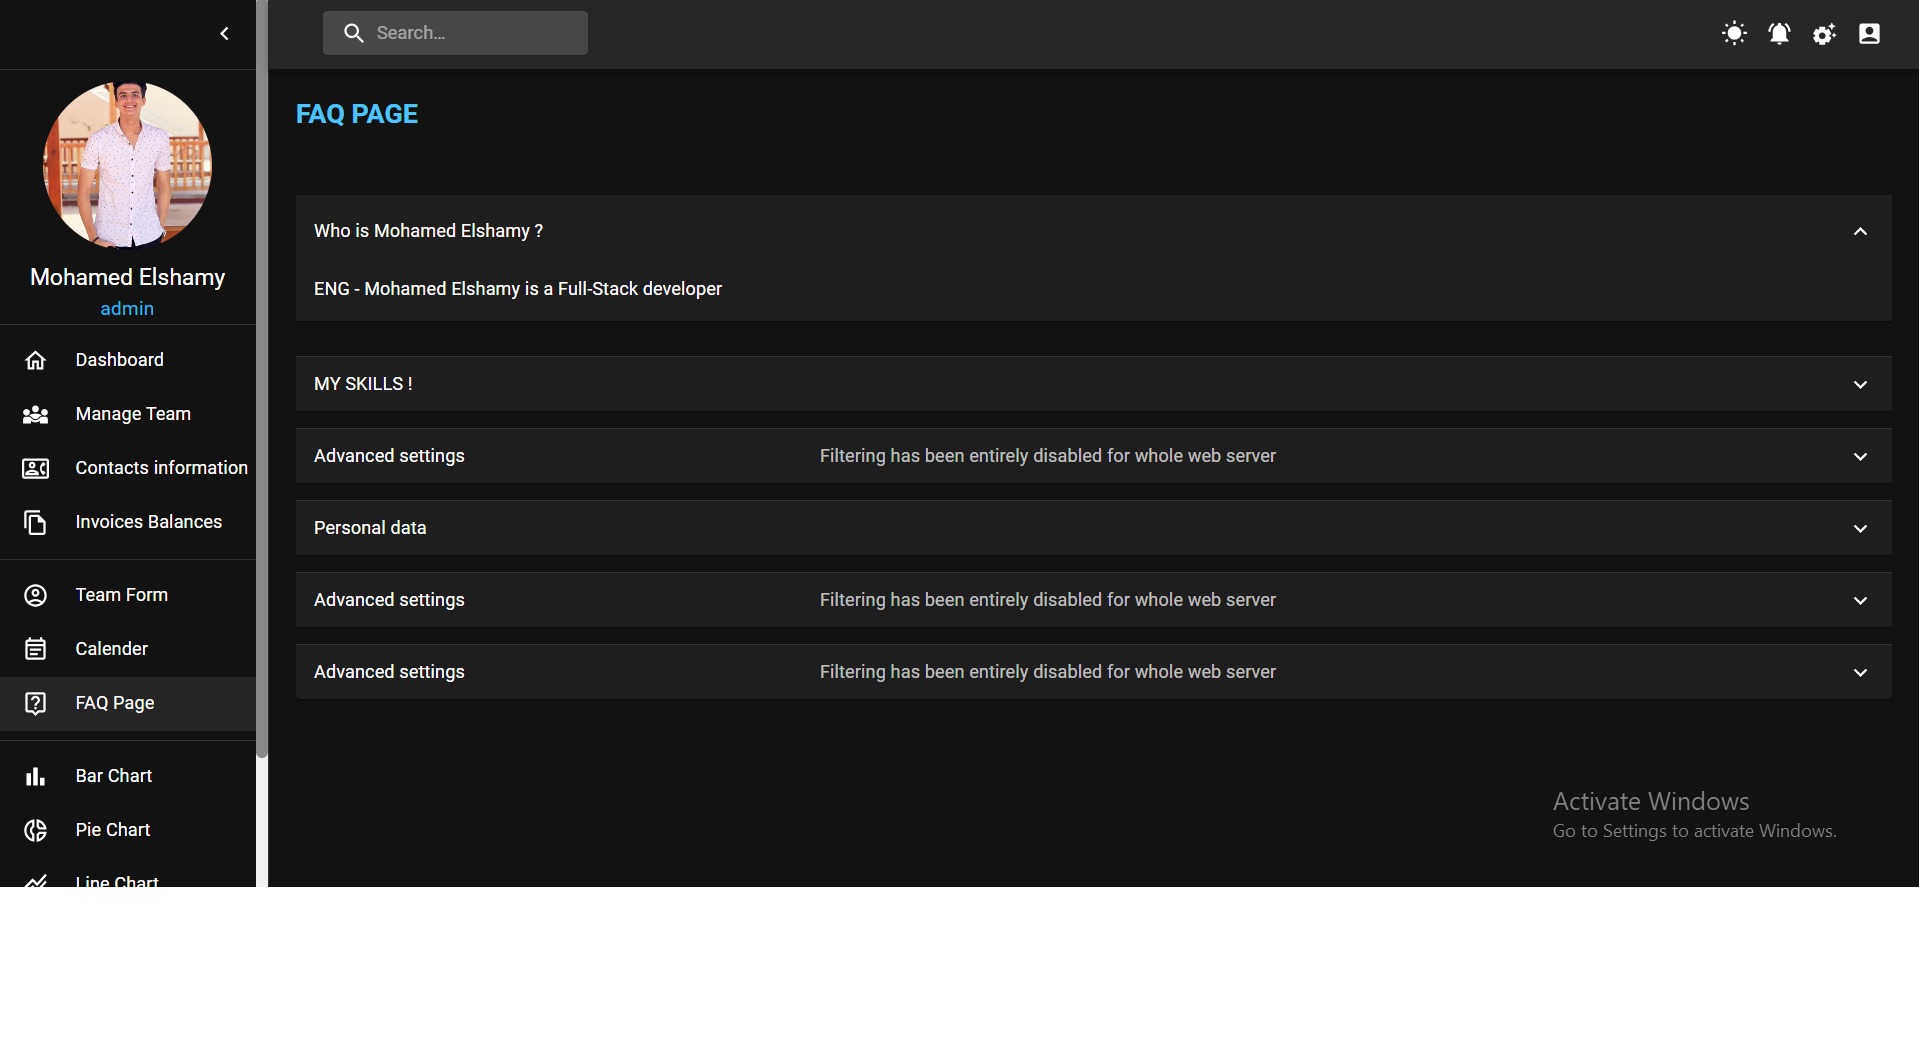 Search...
Mohamed Elshamy
admin
Dashboard
Manage Team
Contacts information
Invoices Balances
Team Form
Calender
FAQ Page
Bar Chart
Pie Chart
Line Chart
FAQ PAGE
Who is Mohamed Elshamy ?
ENG - Mohamed Elshamy is a Full-Stack developer
MY SKILLS !
Advanced settings Filtering has been entirely disabled for whole web server
Personal data
Advanced settings Filtering has been entirely disabled for whole web server
Advanced settings Filtering has been entirely disabled for whole web server
Activate Windows
Go to Settings to activate Windows.